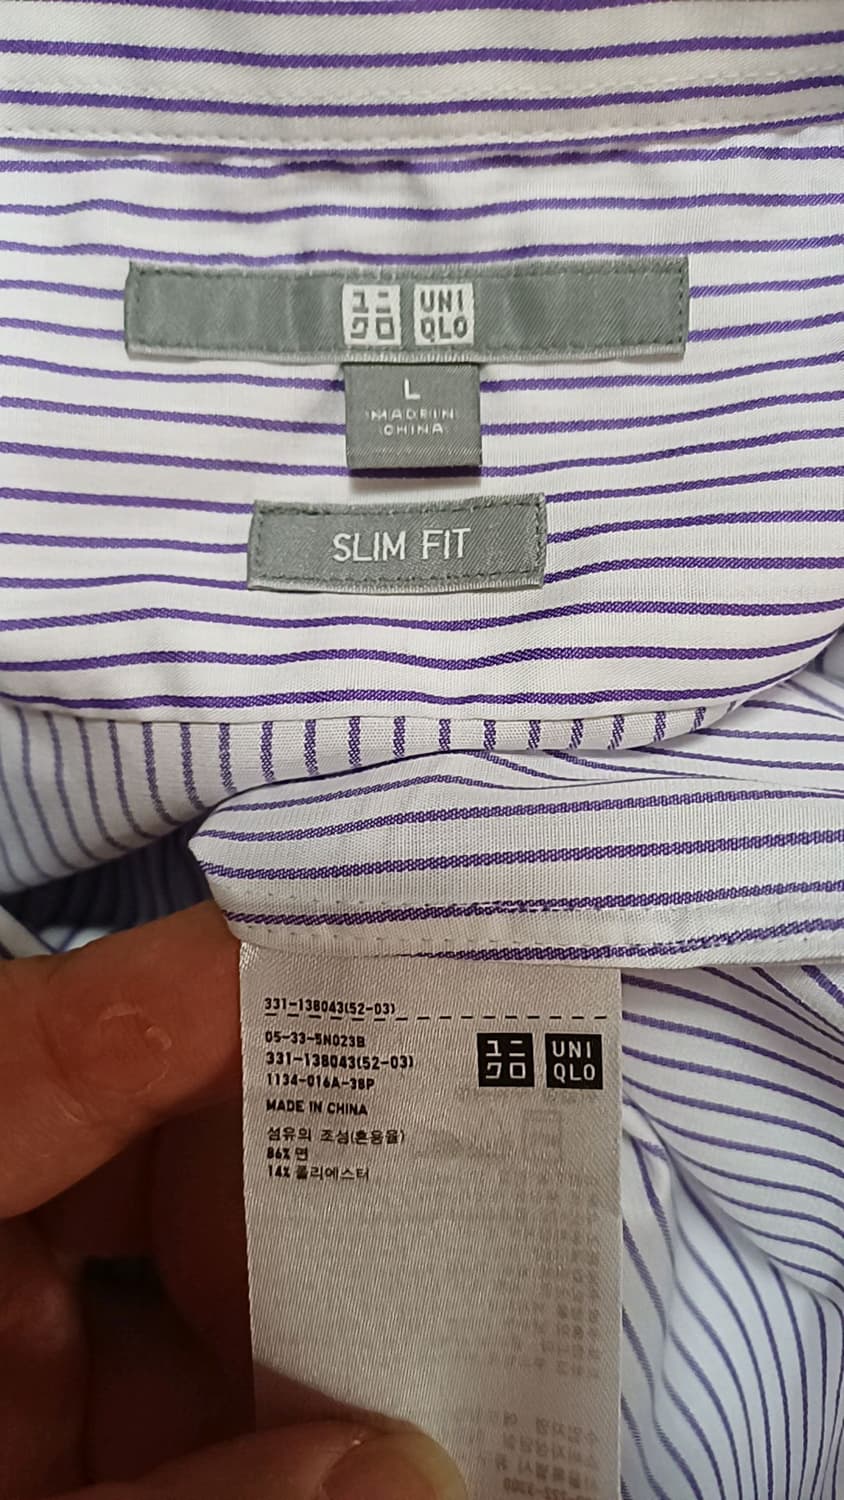 ユニ
クロ
UNI
QLO
L
MADE IN
CHINA
SLIM FIT
331-138043(52-03)
05-33-5N023B
331-138043(52-03)
1134-016A-38P
MADE IN CHINA
섬유의 조성(혼용율)
86% 면
14% 폴리에스터
ユニ
クロ
UNI
QLO